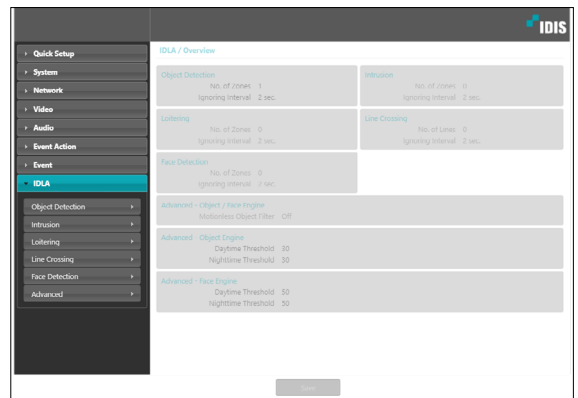 IDIS
Quick Setup
System
Network
Video
Audio
Event Action
Event
IDLA
Object Detection
Intrusion
Loitering
Line Crossing
Face Detection
Advanced
IDLA / Overview
Object Detection
No. of Zones 1
Ignoring Interval 2 sec.
Intrusion
No. of Zones 0
Ignoring Interval 2 sec.
Loitering
No. of Zones 0
Ignoring Interval 2 sec.
Line Crossing
No. of Lines 0
Ignoring Interval 2 sec.
Face Detection
No. of Zones 0
Ignoring Interval 2 sec.
Advanced - Object / Face Engine
Motionless Object Filter Off
Advanced - Object Engine
Daytime Threshold 30
Nighttime Threshold 30
Advanced - Face Engine
Daytime Threshold 50
Nighttime Threshold 50
Save